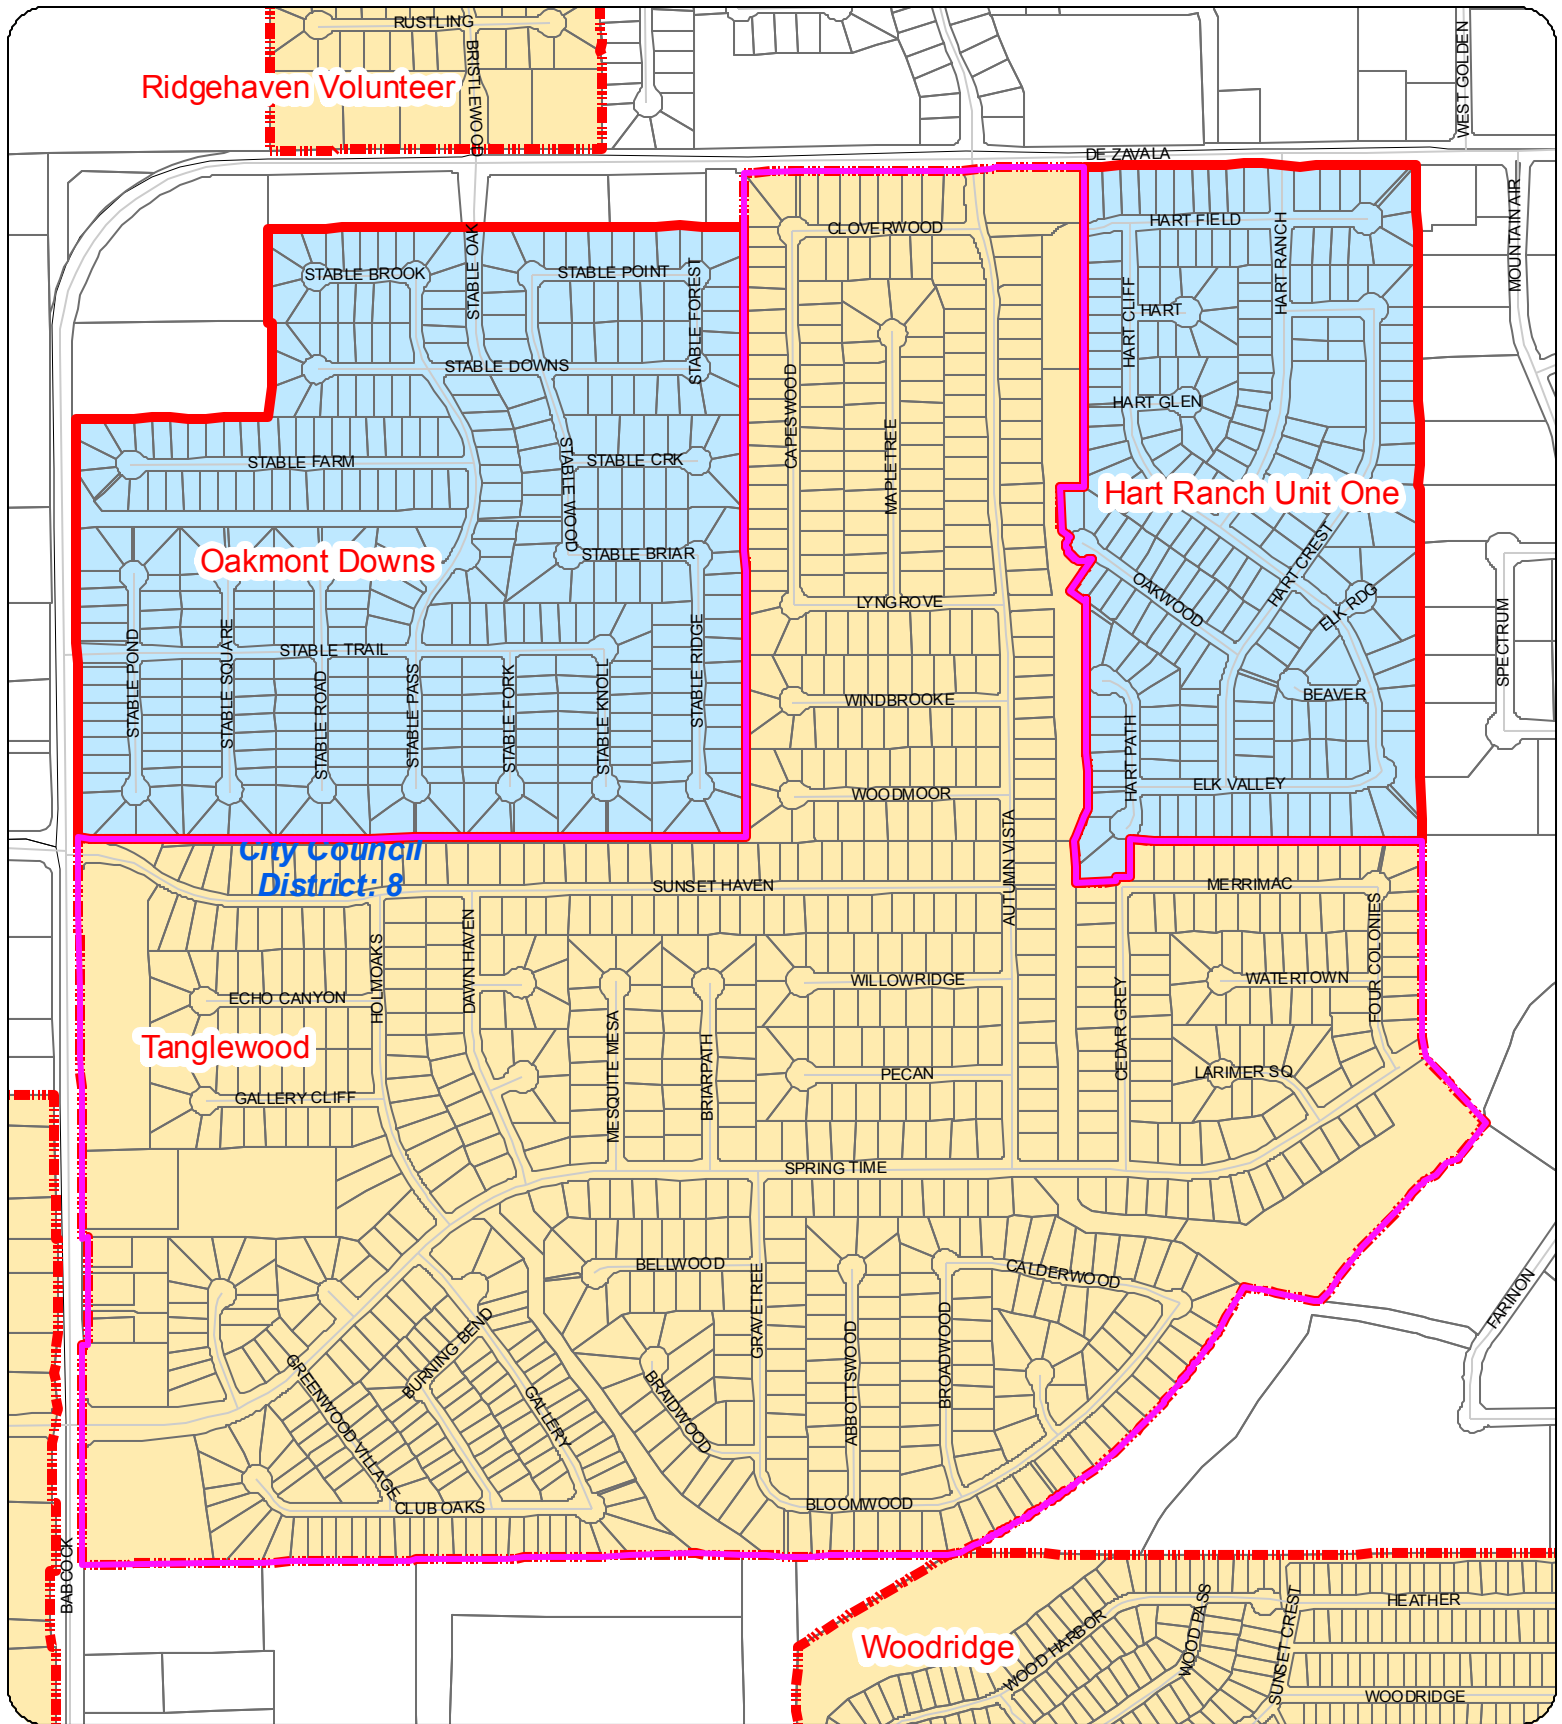 RUSTLING
BRISTLEWOOD
Ridgehaven Volunteer
WEST GOLDEN
DE ZAVALA
MOUNTAIN AIR
STABLE OAK
STABLE BROOK
STABLE POINT
STABLE FOREST
CLOVERWOOD
HART FIELD
HART RANCH
HART CLIFF
HART
STABLE DOWNS
CAPESWOOD
MAPLETREE
HART GLEN
STABLE FARM
STABLE CRK
STABLE WOOD
Hart Ranch Unit One
Oakmont Downs
STABLE BRIAR
HART CREST
OAKWOOD
ELK RDG
SPECTRUM
LYNGROVE
STABLE TRAIL
STABLE POND
STABLE SQUARE
STABLE ROAD
STABLE PASS
STABLE FORK
STABLE KNOLL
STABLE RIDGE
WINDBROOKE
BEAVER
HART PATH
ELK VALLEY
WOODMOOR
AUTUMN VISTA
City Council
District: 8
SUNSET HAVEN
MERRIMAC
HOLMOAKS
DAWN HAVEN
FOUR COLONIES
WILLOWRIDGE
WATERTOWN
ECHO CANYON
Tanglewood
MESQUITE MESA
BRIARPATH
CEDAR GREY
PECAN
LARIMER SQ
GALLERY CLIFF
SPRING TIME
BELLWOOD
GRAVETREE
CALDERWOOD
FARINON
BURNING BEND
GREENWOOD VILLAGE
GALLERY
BRAIDWOOD
ABBOTTSWOOD
BROADWOOD
CLUB OAKS
BLOOMWOOD
BABCOCK
Woodridge
WOOD HARBOR
WOOD PASS
SUNSET CREST
HEATHER
WOODRIDGE